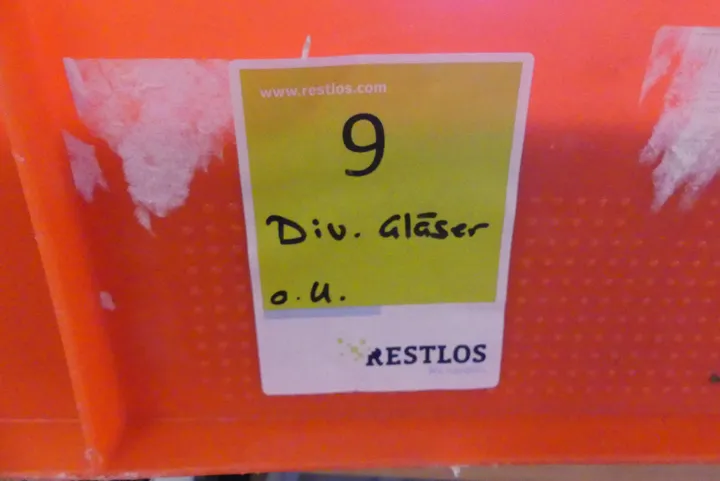 www.restlos.com
9
Div. Gläser
o.U.
RESTLOS